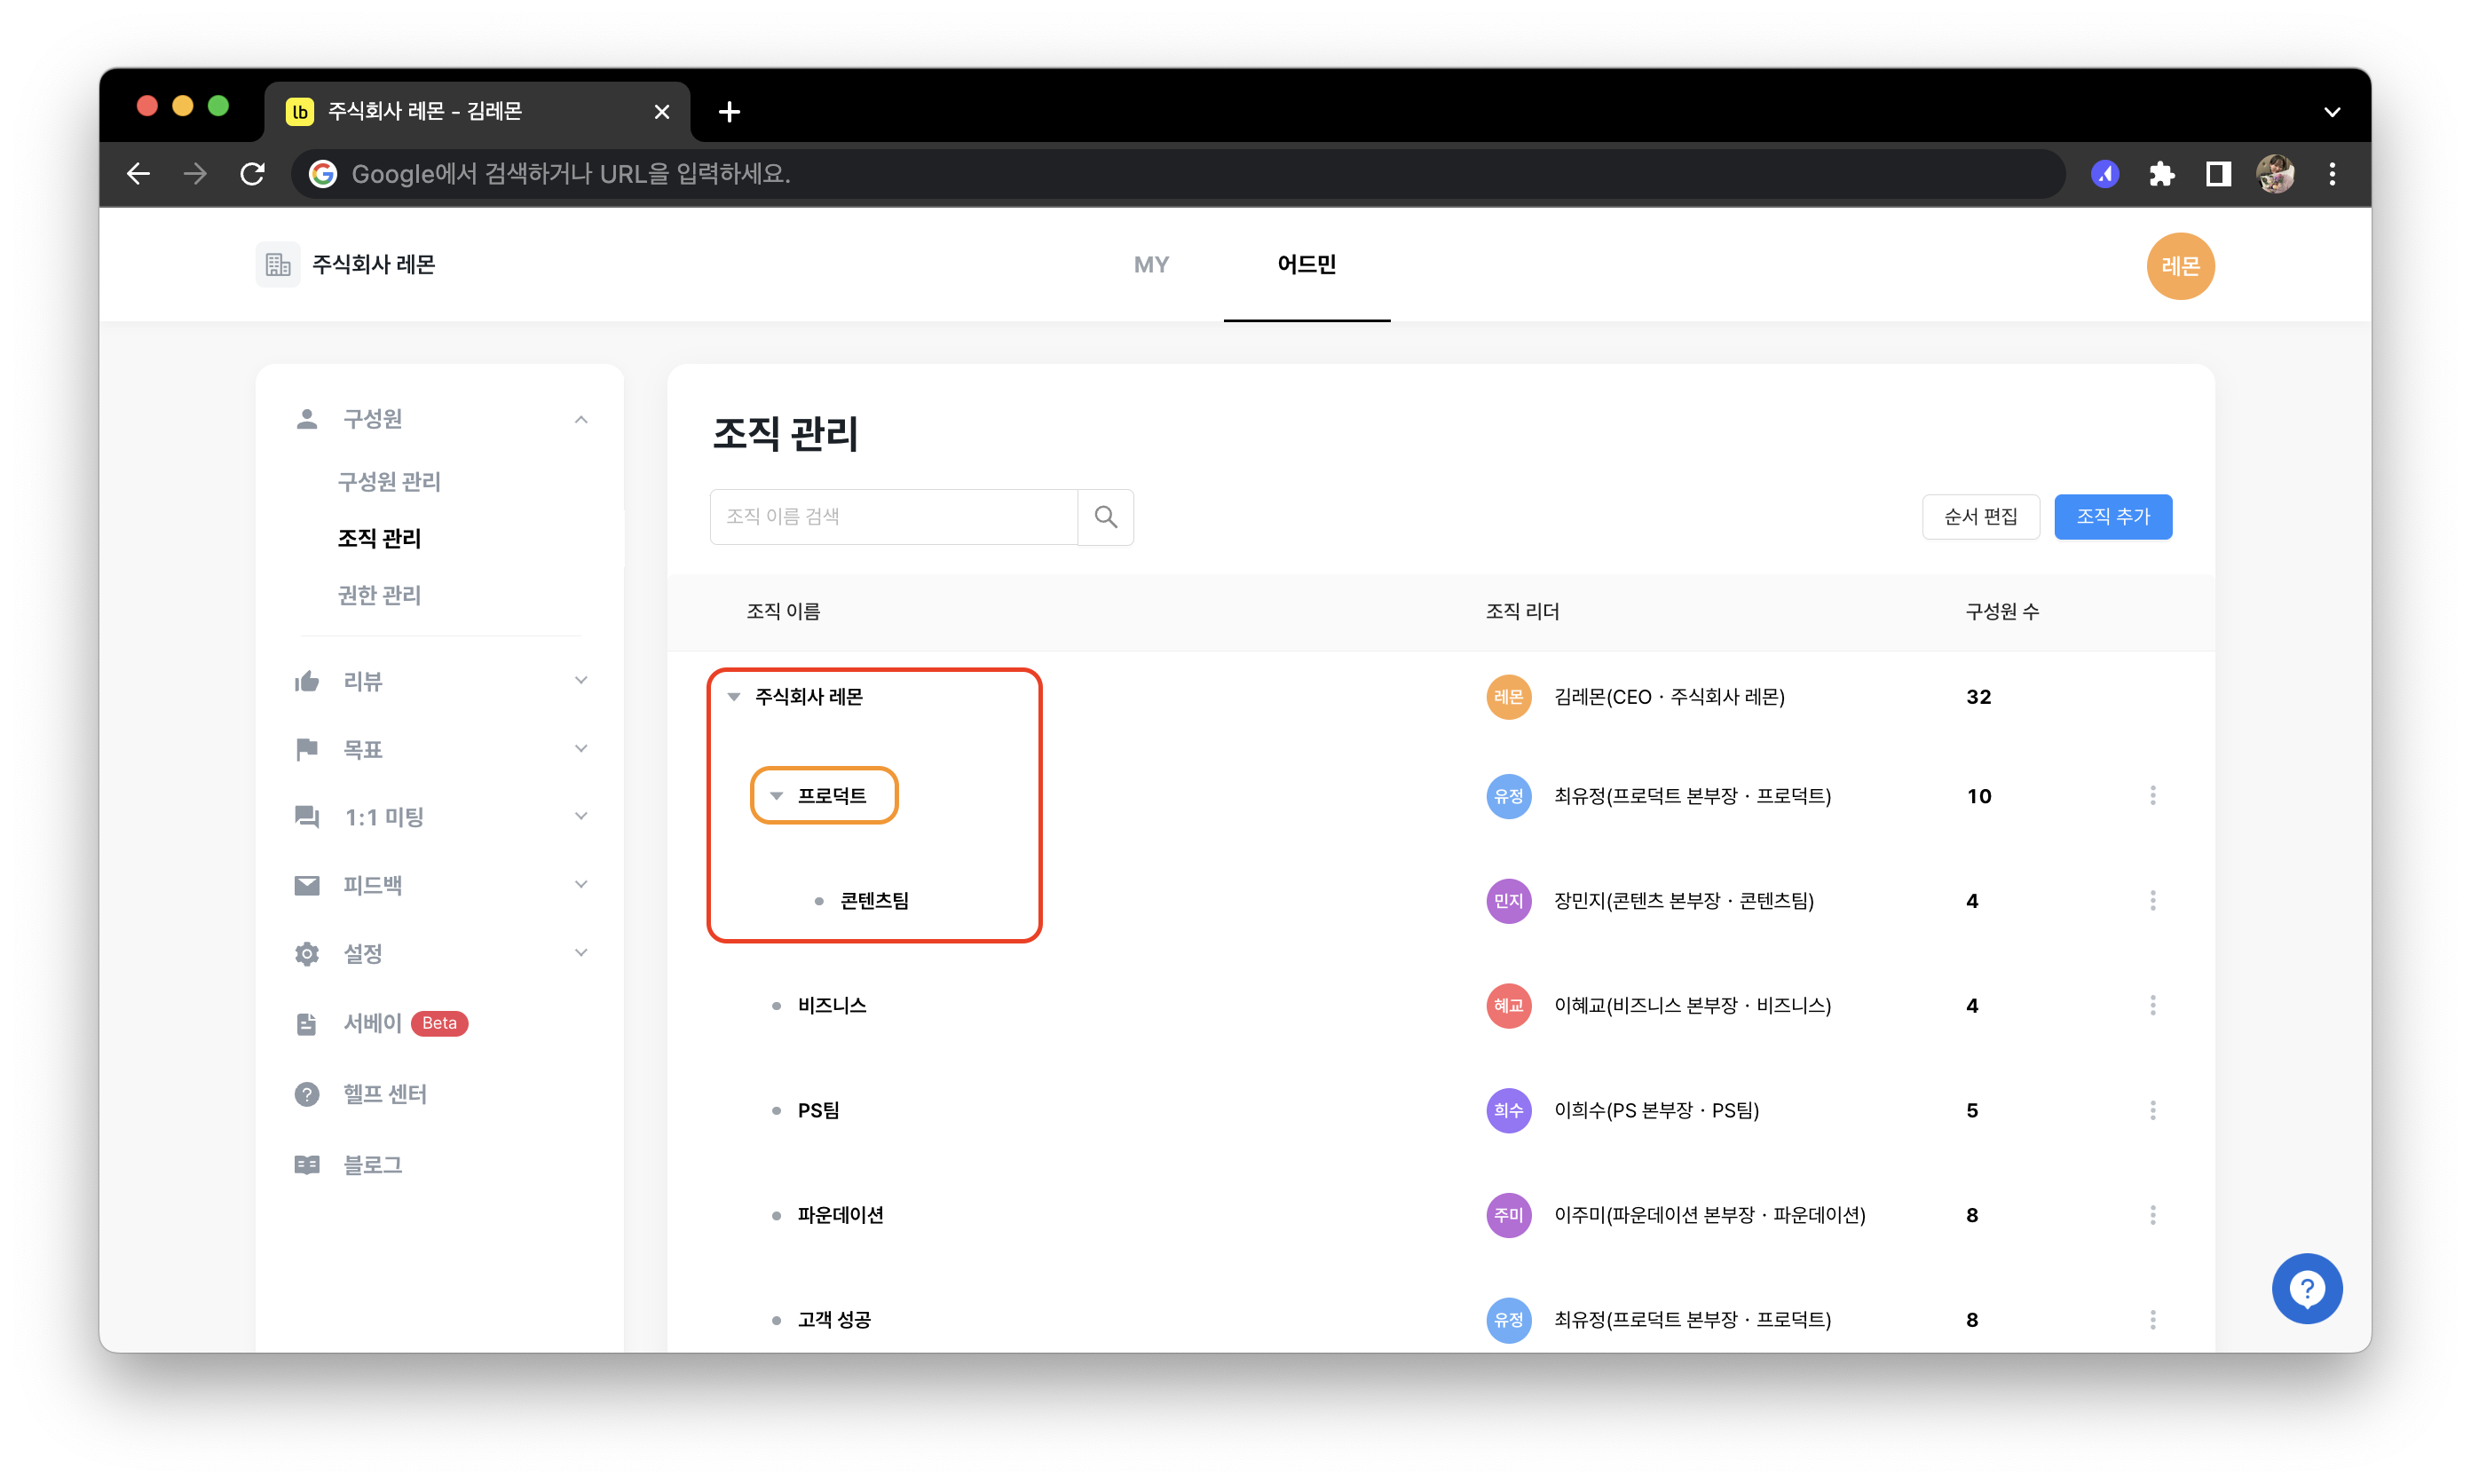 lb 주식회사 레몬 - 김레몬
Google에서 검색하거나 URL을 입력하세요.
주식회사 레몬
MY
어드민
레몬
구성원
구성원 관리
조직 관리
권한 관리
리뷰
목표
1:1 미팅
피드백
설정
서베이 Beta
헬프 센터
블로그
조직 관리
조직 이름 검색
순서 편집
조직 추가
조직 이름 조직 리더 구성원 수
주식회사 레몬 레몬 김레몬(CEO · 주식회사 레몬) 32
프로덕트 유정 최유정(프로덕트 본부장 · 프로덕트) 10
콘텐츠팀 민지 장민지(콘텐츠 본부장 · 콘텐츠팀) 4
비즈니스 혜교 이혜교(비즈니스 본부장 · 비즈니스) 4
PS팀 희수 이희수(PS 본부장 · PS팀) 5
파운데이션 주미 이주미(파운데이션 본부장 · 파운데이션) 8
고객 성공 유정 최유정(프로덕트 본부장 · 프로덕트) 8